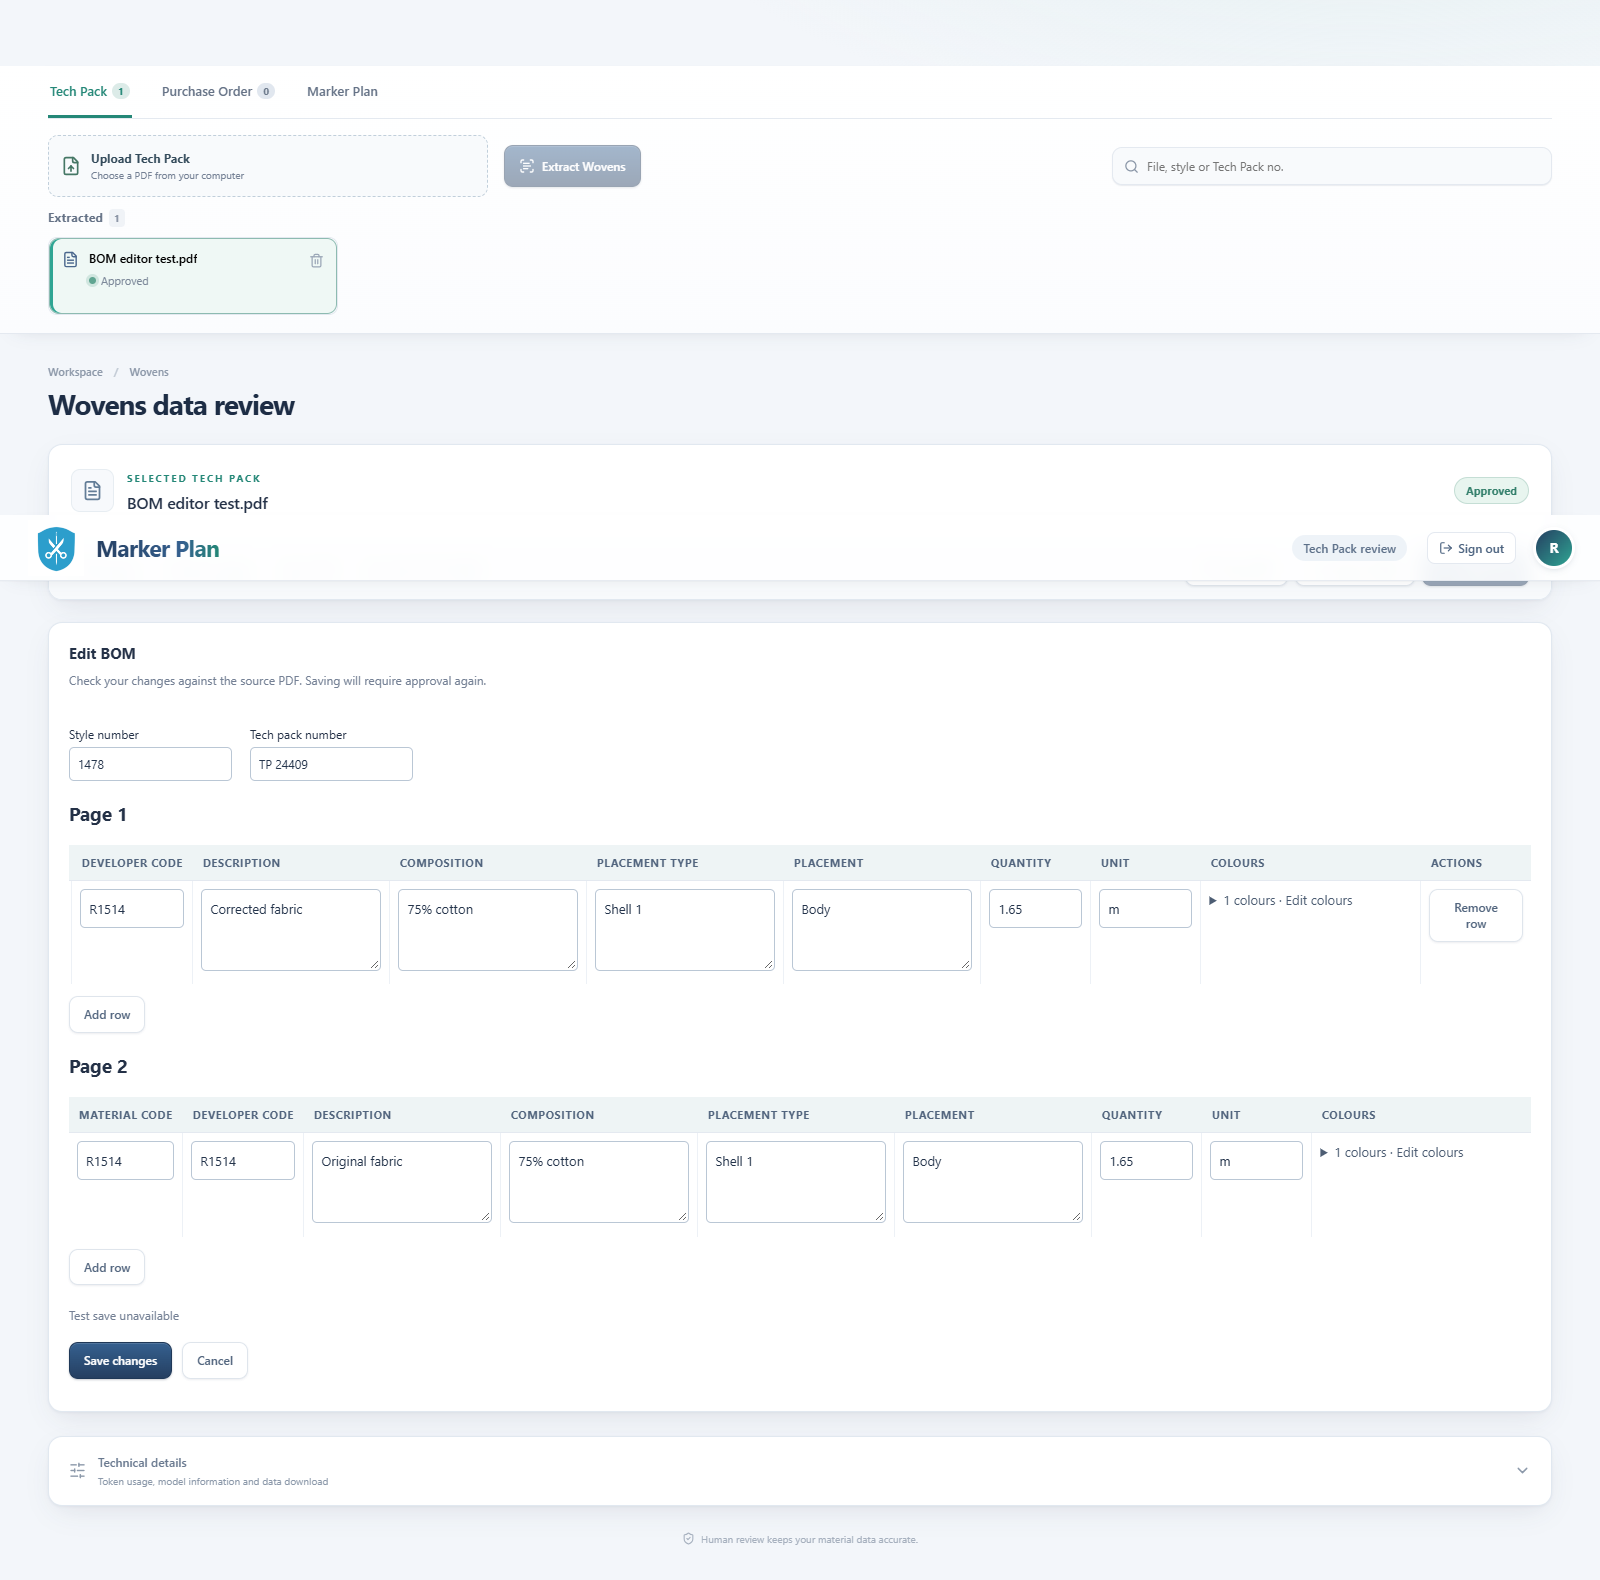 Tech Pack 1 Purchase Order 0 Marker Plan
Upload Tech Pack
Choose a PDF from your computer
Extract Wovens
File, style or Tech Pack no.
Extracted 1
BOM editor test.pdf
Approved
Workspace / Wovens
Wovens data review
SELECTED TECH PACK
BOM editor test.pdf
Approved
Marker Plan
Tech Pack review
Sign out
R
Edit BOM
Check your changes against the source PDF. Saving will require approval again.
Style number Tech pack number
1478 TP 24409
Page 1
DEVELOPER CODE DESCRIPTION COMPOSITION PLACEMENT TYPE PLACEMENT QUANTITY UNIT COLOURS ACTIONS
R1514 Corrected fabric 75% cotton Shell 1 Body 1.65 m 1 colours · Edit colours Remove
row
Add row
Page 2
MATERIAL CODE DEVELOPER CODE DESCRIPTION COMPOSITION PLACEMENT TYPE PLACEMENT QUANTITY UNIT COLOURS
R1514 R1514 Original fabric 75% cotton Shell 1 Body 1.65 m 1 colours · Edit colours
Add row
Test save unavailable
Save changes Cancel
Technical details
Token usage, model information and data download
Human review keeps your material data accurate.